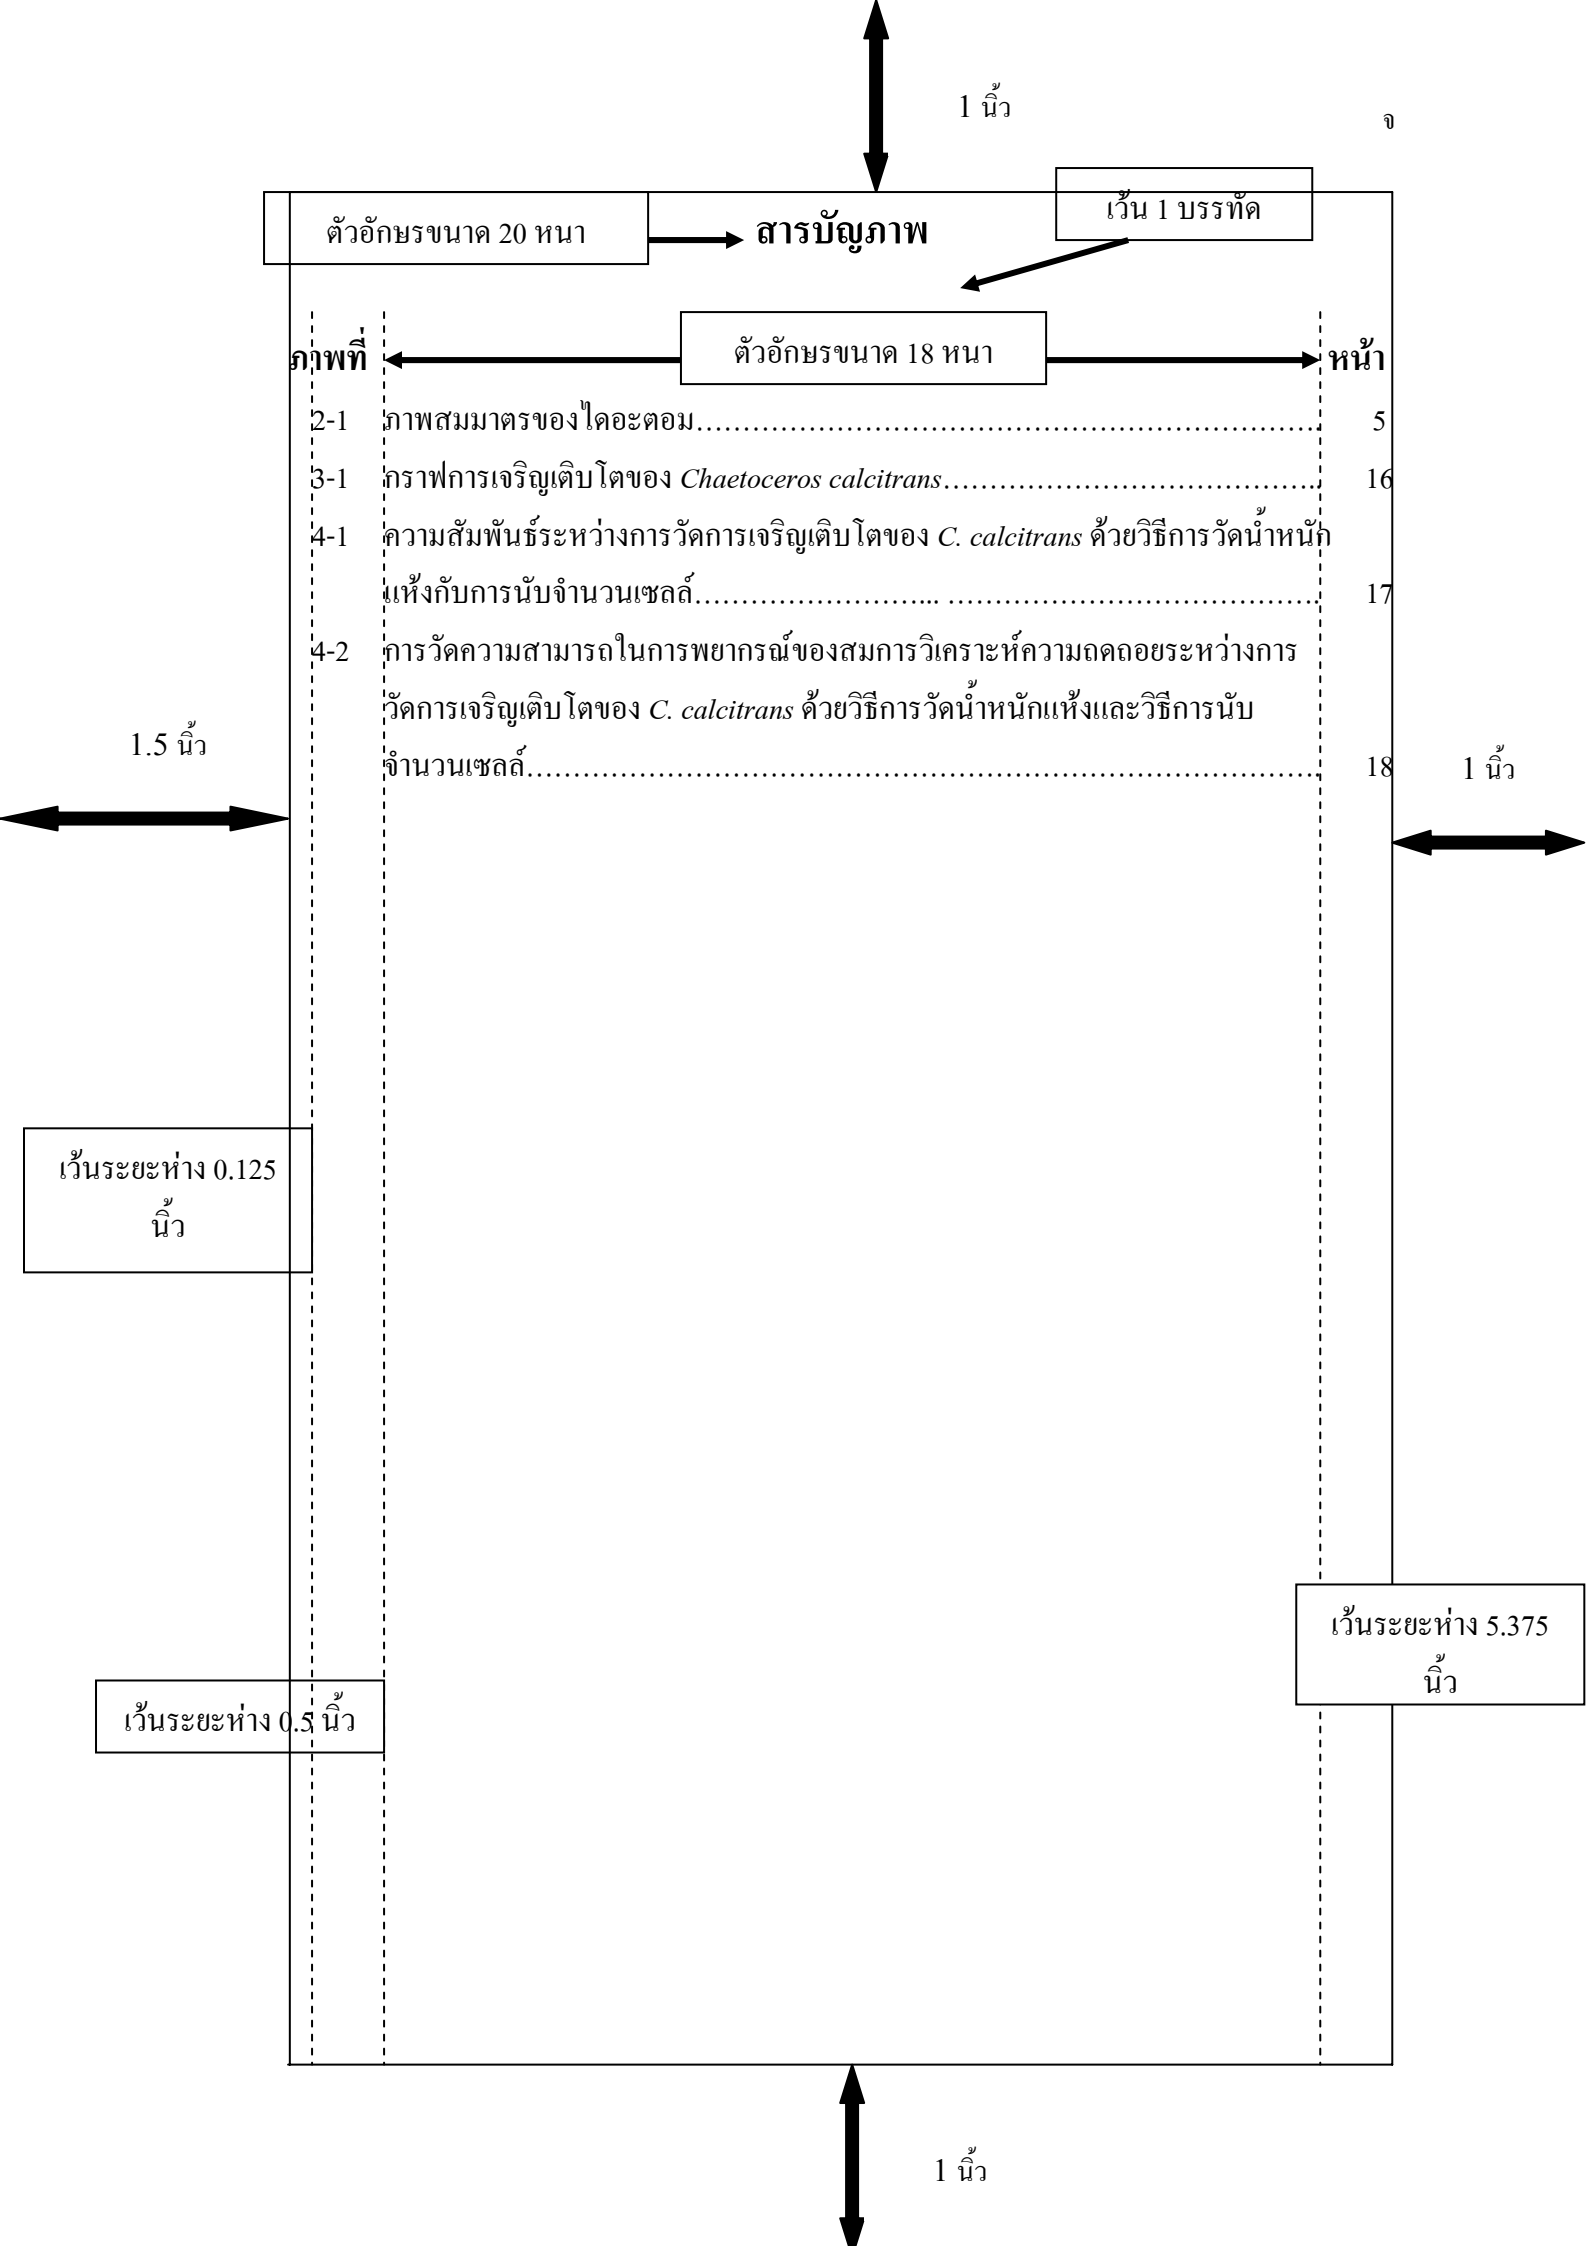 1 นิ้ว
จ
เว้น 1 บรรทัด
ตัวอักษรขนาด 20 หนา
สารบัญภาพ
ตัวอักษรขนาด 18 หนา
ภาพที่ หน้า
2-1 ภาพสมมาตรของไดอะตอม…………………………………………………………. 5
3-1 กราฟการเจริญเติบโตของ Chaetoceros calcitrans………………………………….. 16
4-1 ความสัมพันธ์ระหว่างการวัดการเจริญเติบโตของ C. calcitrans ด้วยวิธีการวัดน้ำหนัก
แห้งกับการนับจำนวนเซลล์……………………... …………………………………. 17
4-2 การวัดความสามารถในการพยากรณ์ของสมการวิเคราะห์ความถดถอยระหว่างการ
วัดการเจริญเติบโตของ C. calcitrans ด้วยวิธีการวัดน้ำหนักแห้งและวิธีการนับ
จำนวนเซลล์…………………………………………………………………………. 18
1.5 นิ้ว
1 นิ้ว
เว้นระยะห่าง 0.125
นิ้ว
เว้นระยะห่าง 5.375
นิ้ว
เว้นระยะห่าง 0.5 นิ้ว
1 นิ้ว